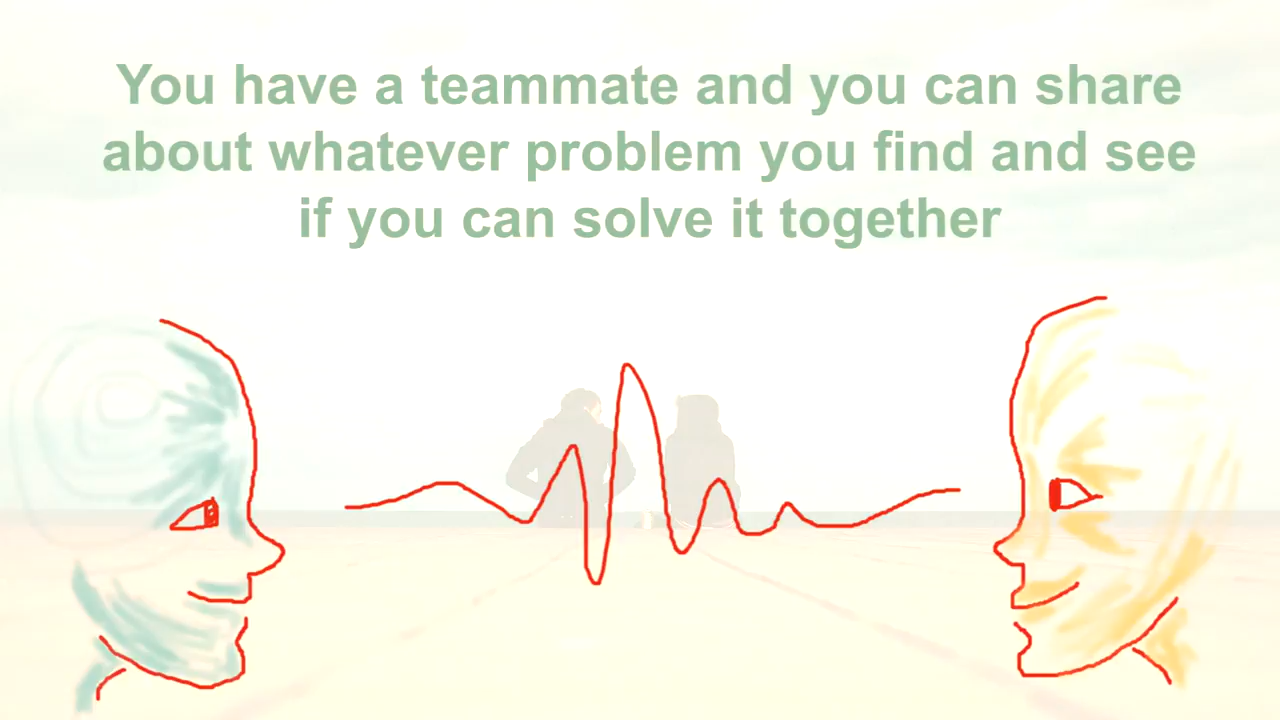 You have a teammate and you can share
about whatever problem you find and see
if you can solve it together